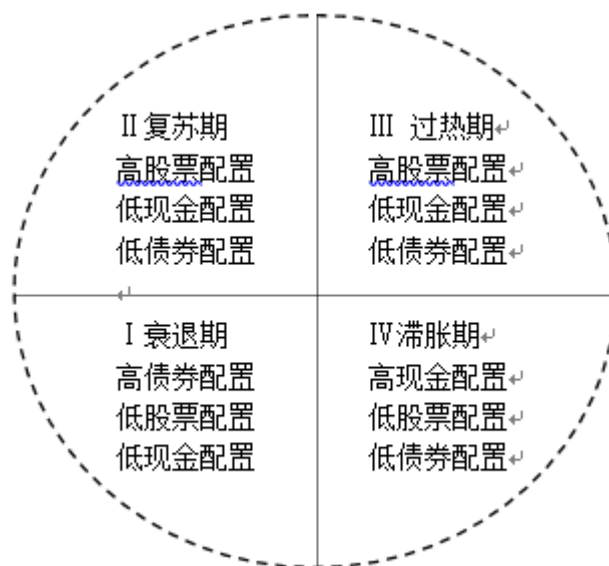 Ⅱ复苏期
高股票配置
低现金配置
低债券配置
Ⅲ 过热期
高股票配置
低现金配置
低债券配置
Ⅰ衰退期
高债券配置
低股票配置
低现金配置
Ⅳ滞胀期
高现金配置
低股票配置
低债券配置